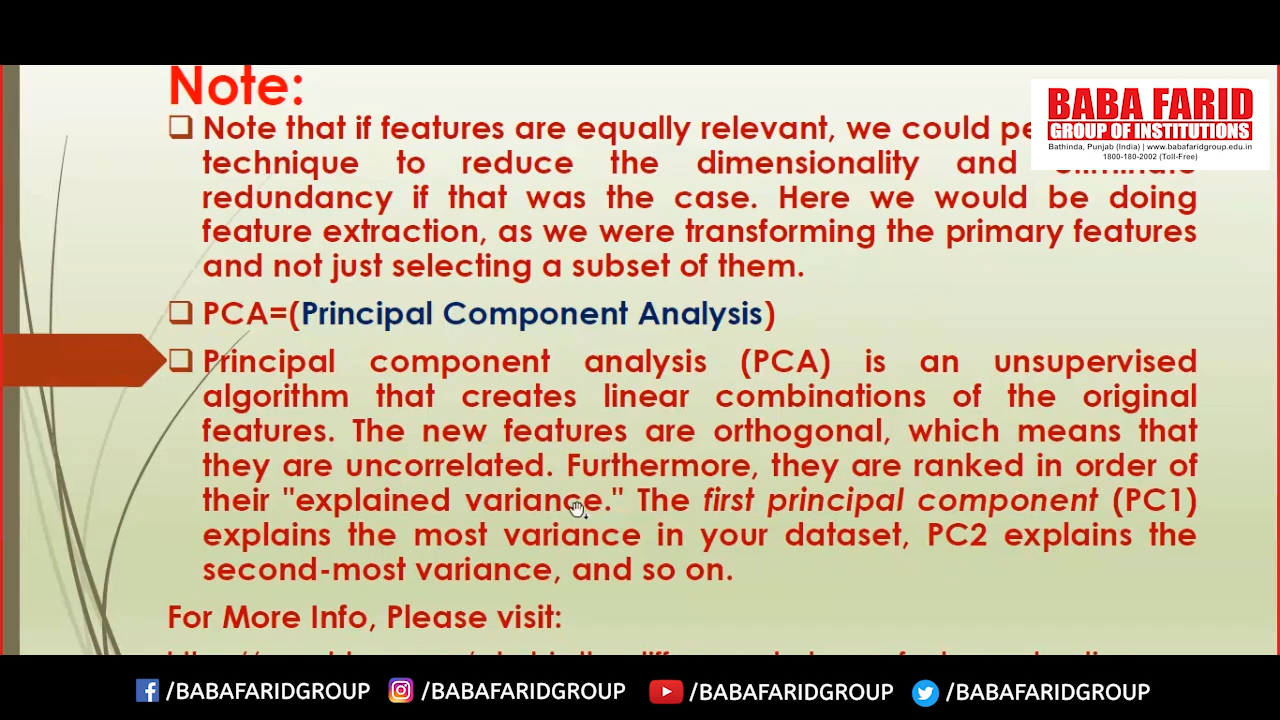 Note:
BABA FARID
GROUP OF INSTITUTIONS
Bathinda, Punjab (India) | www.babafaridgroup.edu.in
1800-180-2002 (Toll-Free)
Note that if features are equally relevant, we could
technique to reduce the dimensionality and eliminate
redundancy if that was the case. Here we would be doing
feature extraction, as we were transforming the primary features
and not just selecting a subset of them.
PCA=(Principal Component Analysis)
Principal component analysis (PCA) is an unsupervised
algorithm that creates linear combinations of the original
features. The new features are orthogonal, which means that
they are uncorrelated. Furthermore, they are ranked in order of
their "explained variance." The first principal component (PC1)
explains the most variance in your dataset, PC2 explains the
second-most variance, and so on.
For More Info, Please visit:
/BABAFARIDGROUP /BABAFARIDGROUP /BABAFARIDGROUP /BABAFARIDGROUP